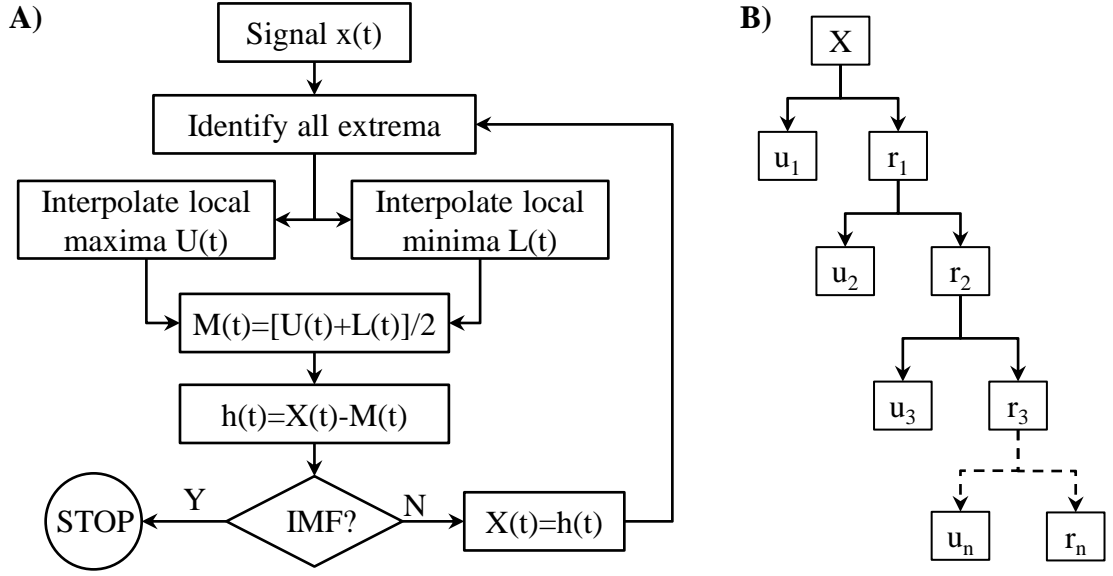 A)
Signal x(t)
Identify all extrema
Interpolate local
maxima U(t)
Interpolate local
minima L(t)
M(t)=[U(t)+L(t)]/2
h(t)=X(t)-M(t)
IMF?
Y
N
STOP
X(t)=h(t)
B)
X
u₁
r₁
u₂
r₂
u₃
r₃
uₙ
rₙ